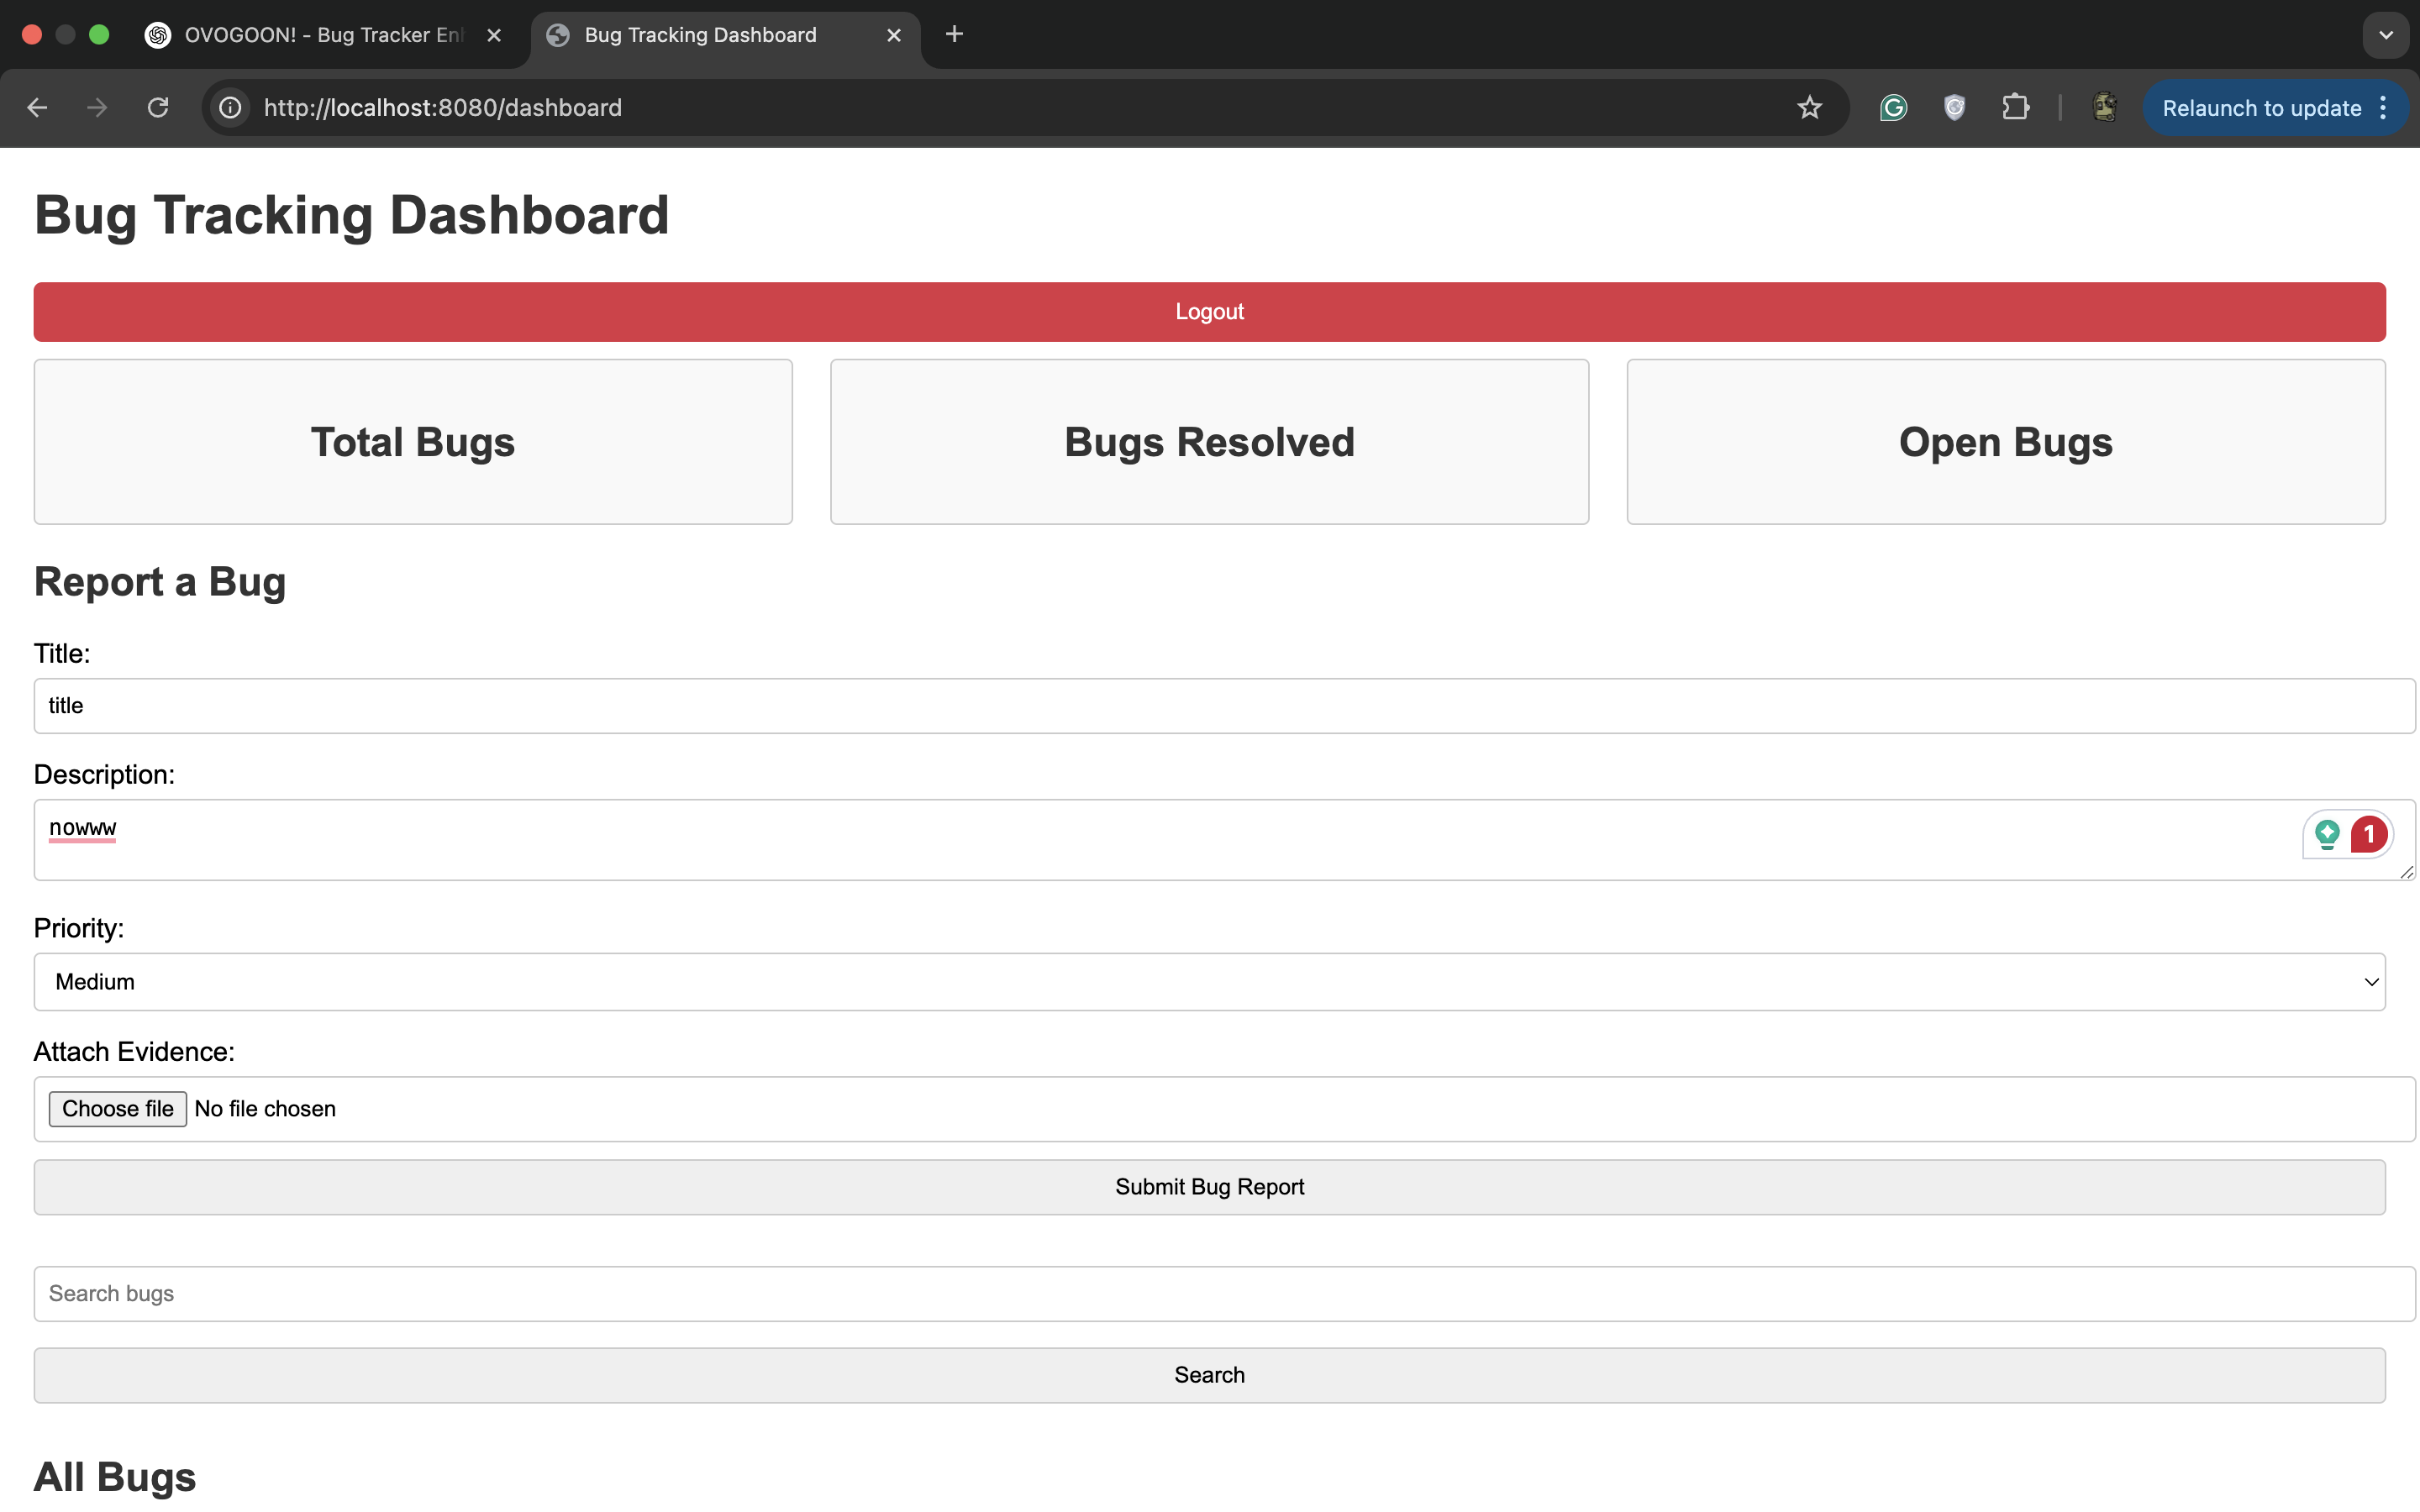 OVOGOON! - Bug Tracker Enh
Bug Tracking Dashboard
http://localhost:8080/dashboard
Relaunch to update
Bug Tracking Dashboard
Logout
Total Bugs
Bugs Resolved
Open Bugs
Report a Bug
Title:
title
Description:
nowww
1
Priority:
Medium
Attach Evidence:
Choose file No file chosen
Submit Bug Report
Search bugs
Search
All Bugs